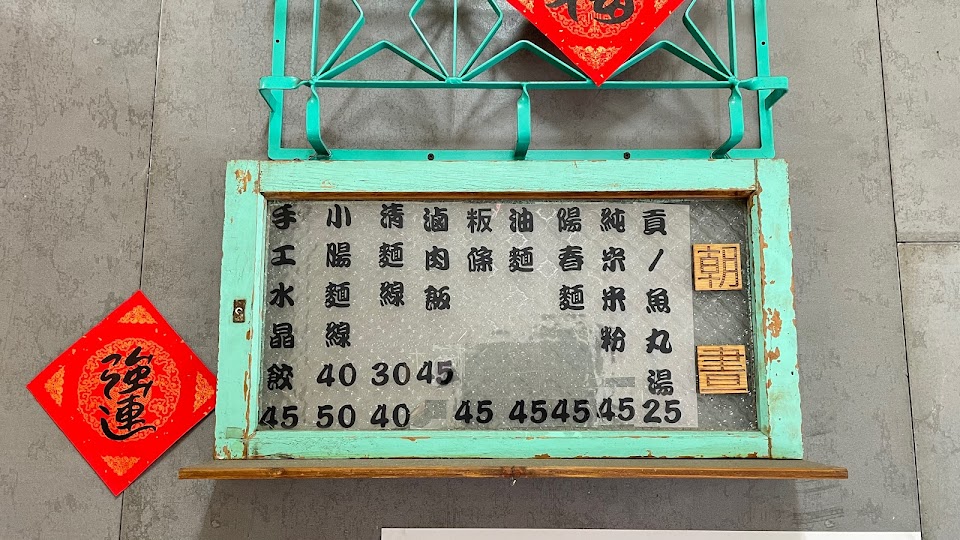 福
朝書
貢/魚丸湯 25
純米米粉 45
陽春麵 45
油麵 45
粄條 45
滷肉飯 45
清麵線 30 40
小陽麵線 40 50
手工水晶餃 45
強運